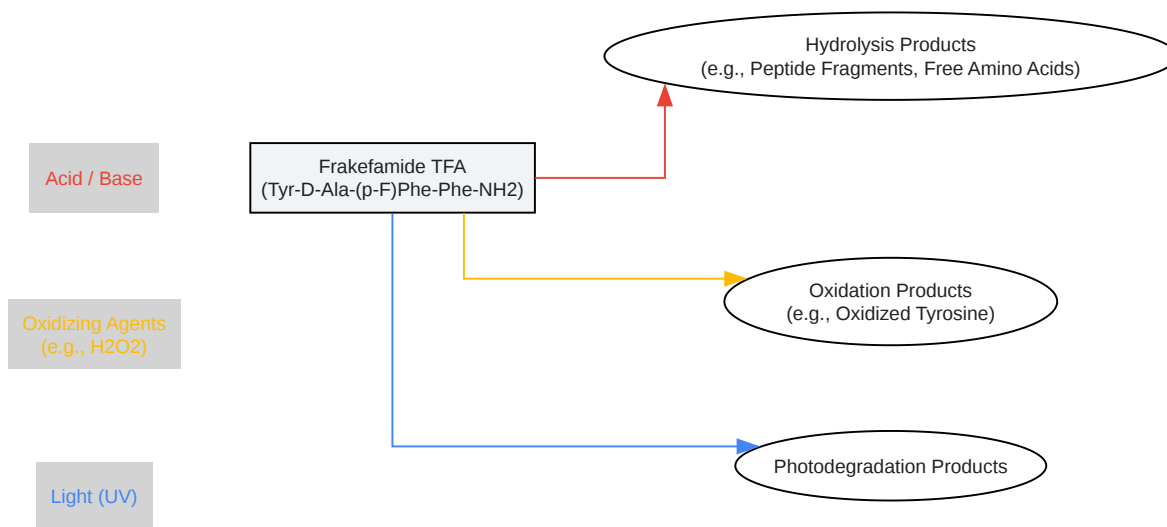 Hydrolysis Products
(e.g., Peptide Fragments, Free Amino Acids)
Acid / Base
Frakefamide TFA
(Tyr-D-Ala-(p-F)Phe-Phe-NH2)
Oxidizing Agents
(e.g., H2O2)
Oxidation Products
(e.g., Oxidized Tyrosine)
Light (UV)
Photodegradation Products